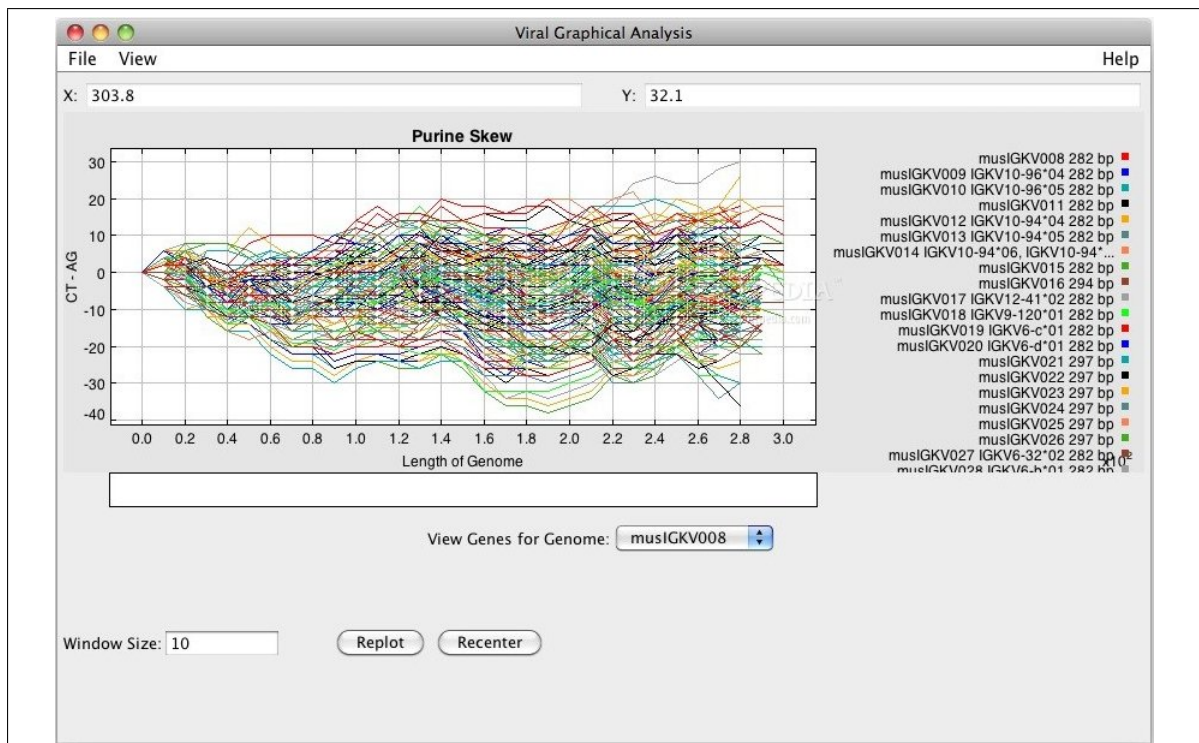 Viral Graphical Analysis
File View Help
X: 303.8 Y: 32.1
Purine Skew
CT - AG
30
20
10
0
-10
-20
-30
-40
0.0 0.2 0.4 0.6 0.8 1.0 1.2 1.4 1.6 1.8 2.0 2.2 2.4 2.6 2.8 3.0
Length of Genome
x10²
musIGKV008 282 bp
musIGKV009 IGKV10-96*04 282 bp
musIGKV010 IGKV10-96*05 282 bp
musIGKV011 282 bp
musIGKV012 IGKV10-94*04 282 bp
musIGKV013 IGKV10-94*05 282 bp
musIGKV014 IGKV10-94*06, IGKV10-94*...
musIGKV015 282 bp
musIGKV016 294 bp
musIGKV017 IGKV12-41*02 282 bp
musIGKV018 IGKV9-120*01 282 bp
musIGKV019 IGKV6-c*01 282 bp
musIGKV020 IGKV6-d*01 282 bp
musIGKV021 297 bp
musIGKV022 297 bp
musIGKV023 297 bp
musIGKV024 297 bp
musIGKV025 297 bp
musIGKV026 297 bp
musIGKV027 IGKV6-32*02 282 bp
musIGKV028 IGKV6-b*01 282 bp
View Genes for Genome: musIGKV008
Window Size: 10 Replot Recenter